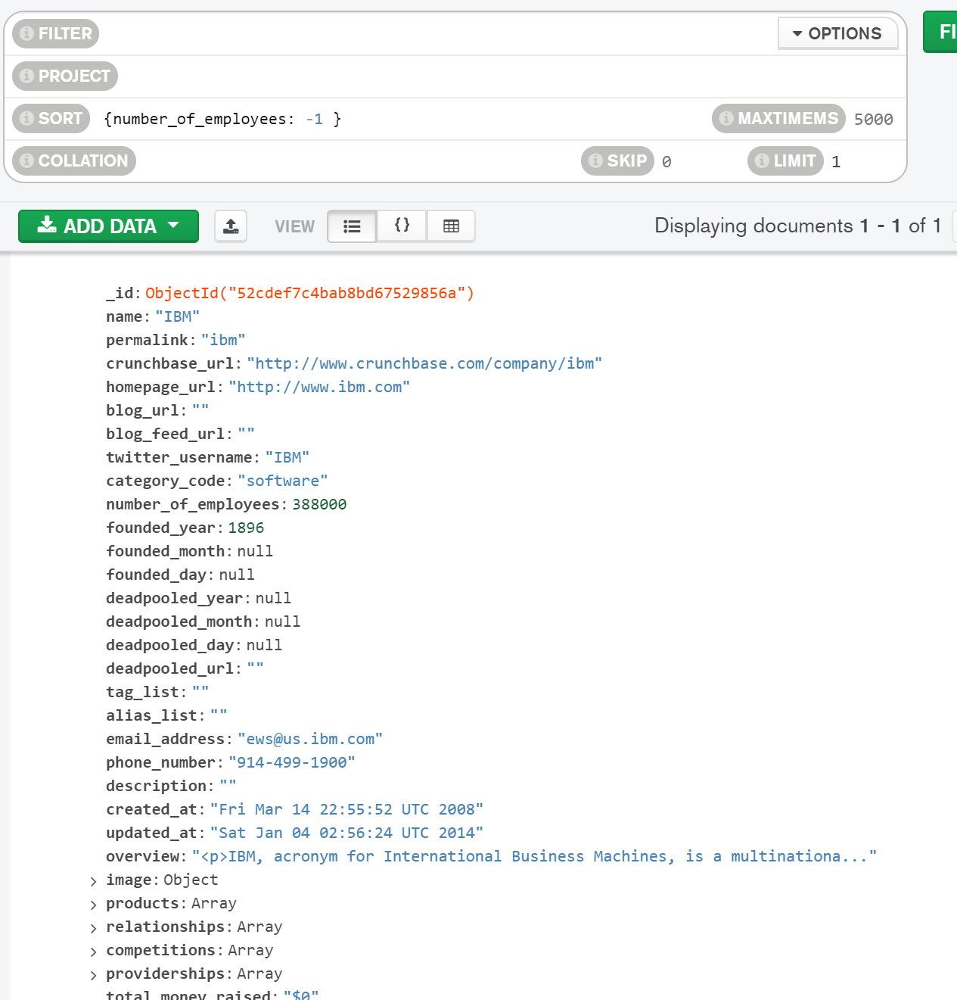 FILTER
OPTIONS
PROJECT
SORT {number_of_employees: -1 } MAXTIMEMS 5000
COLLATION SKIP 0 LIMIT 1
ADD DATA VIEW {} Displaying documents 1 - 1 of 1
_id: ObjectId("52cdef7c4bab8bd67529856a")
name: "IBM"
permalink: "ibm"
crunchbase_url: "http://www.crunchbase.com/company/ibm"
homepage_url: "http://www.ibm.com"
blog_url: ""
blog_feed_url: ""
twitter_username: "IBM"
category_code: "software"
number_of_employees: 388000
founded_year: 1896
founded_month: null
founded_day: null
deadpooled_year: null
deadpooled_month: null
deadpooled_day: null
deadpooled_url: ""
tag_list: ""
alias_list: ""
email_address: "ews@us.ibm.com"
phone_number: "914-499-1900"
description: ""
created_at: "Fri Mar 14 22:55:52 UTC 2008"
updated_at: "Sat Jan 04 02:56:24 UTC 2014"
overview: "<p>IBM, acronym for International Business Machines, is a multinationa..."
image: Object
products: Array
relationships: Array
competitions: Array
providerships: Array
total_money_raised: "$0"